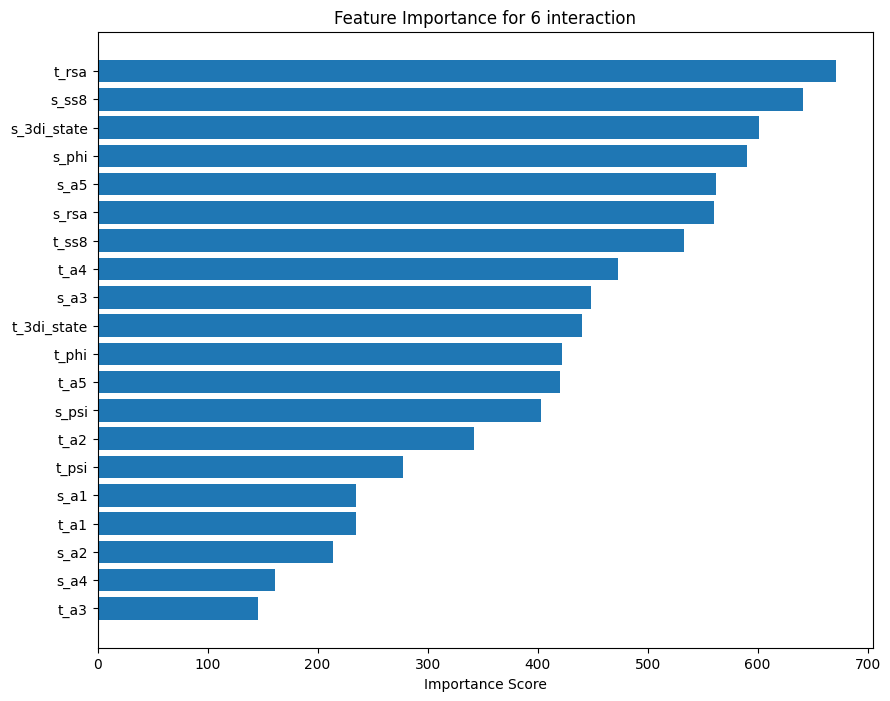 Feature Importance for 6 interaction
t_rsa
s_ss8
s_3di_state
s_phi
s_a5
s_rsa
t_ss8
t_a4
s_a3
t_3di_state
t_phi
t_a5
s_psi
t_a2
t_psi
s_a1
t_a1
s_a2
s_a4
t_a3
0 100 200 300 400 500 600 700
Importance Score